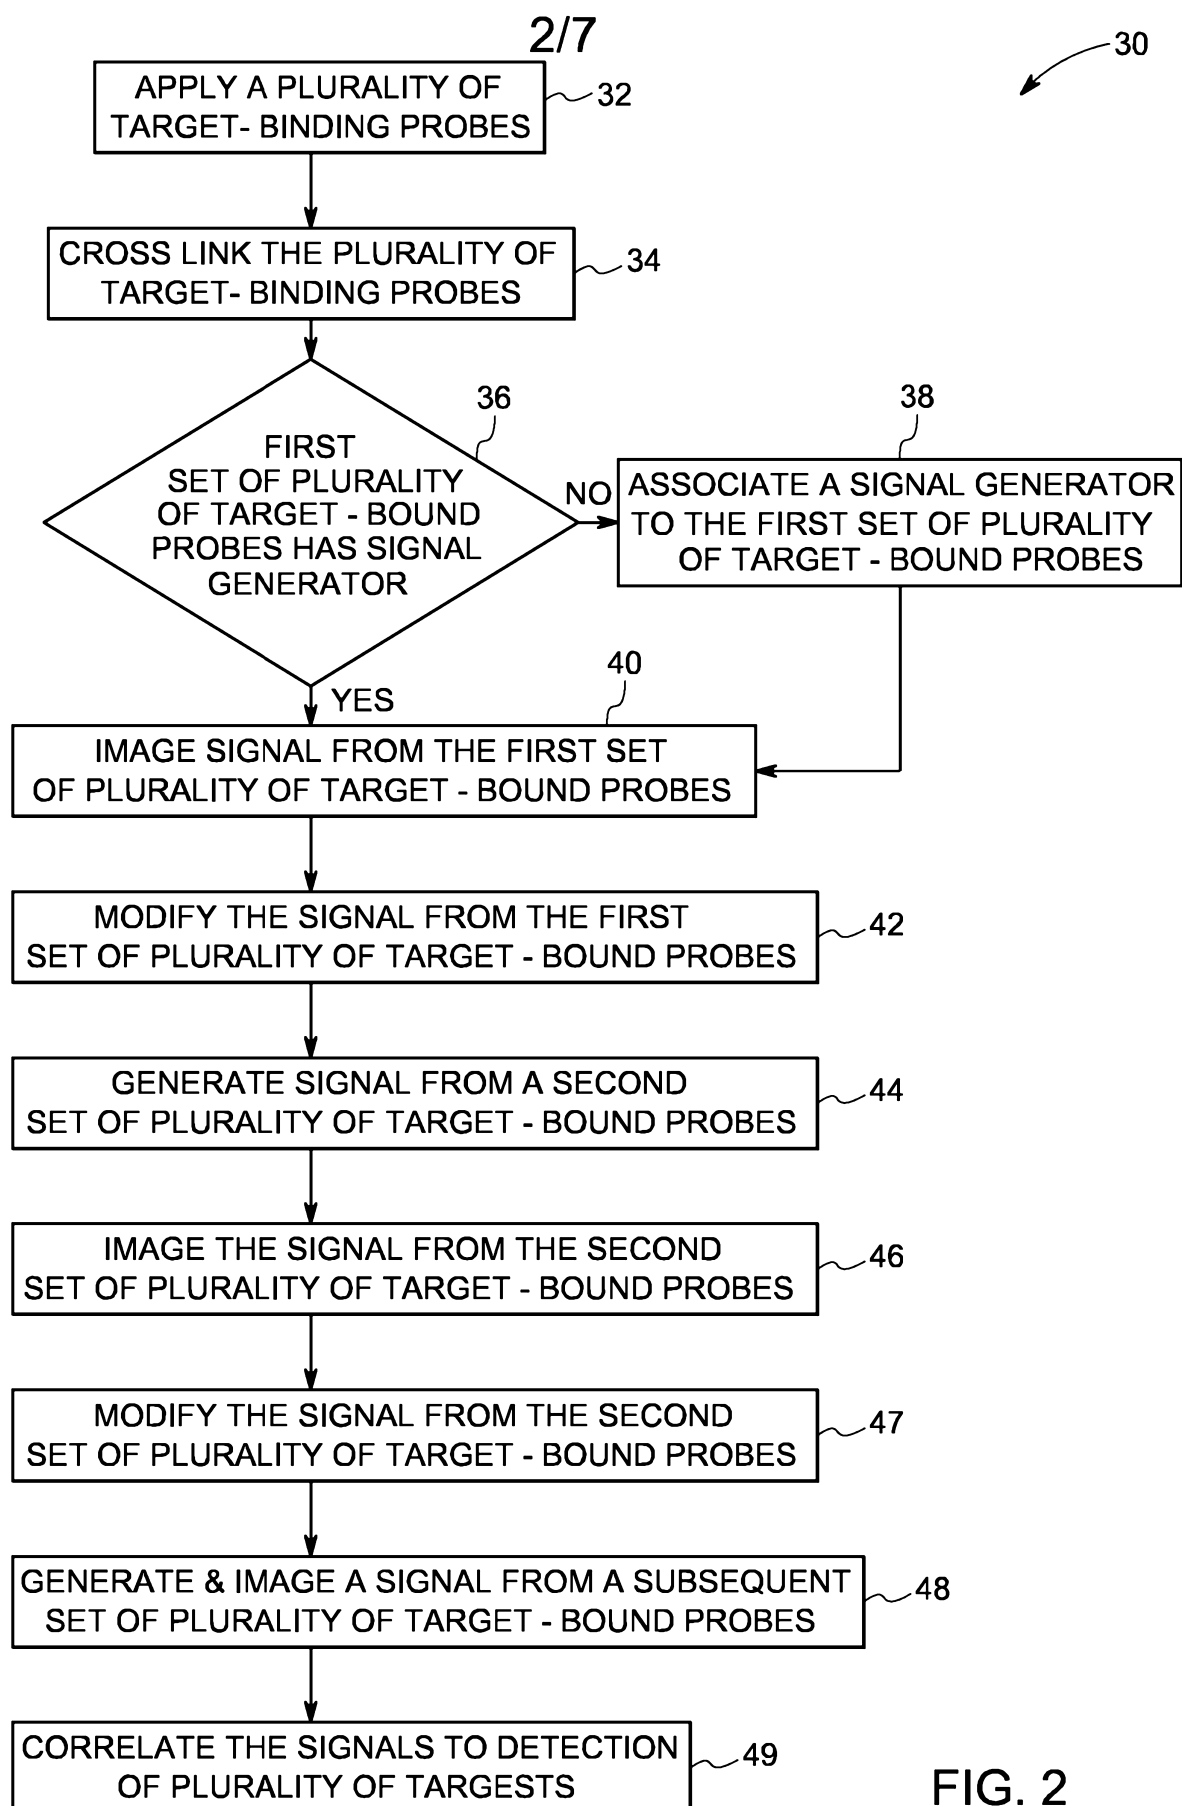 2/7
30
APPLY A PLURALITY OF
TARGET- BINDING PROBES
32
CROSS LINK THE PLURALITY OF
TARGET- BINDING PROBES
34
36
FIRST
SET OF PLURALITY
OF TARGET - BOUND
PROBES HAS SIGNAL
GENERATOR
NO
38
ASSOCIATE A SIGNAL GENERATOR
TO THE FIRST SET OF PLURALITY
OF TARGET - BOUND PROBES
YES
40
IMAGE SIGNAL FROM THE FIRST SET
OF PLURALITY OF TARGET - BOUND PROBES
MODIFY THE SIGNAL FROM THE FIRST
SET OF PLURALITY OF TARGET - BOUND PROBES
42
GENERATE SIGNAL FROM A SECOND
SET OF PLURALITY OF TARGET - BOUND PROBES
44
IMAGE THE SIGNAL FROM THE SECOND
SET OF PLURALITY OF TARGET - BOUND PROBES
46
MODIFY THE SIGNAL FROM THE SECOND
SET OF PLURALITY OF TARGET - BOUND PROBES
47
GENERATE & IMAGE A SIGNAL FROM A SUBSEQUENT
SET OF PLURALITY OF TARGET - BOUND PROBES
48
CORRELATE THE SIGNALS TO DETECTION
OF PLURALITY OF TARGESTS
49
FIG. 2